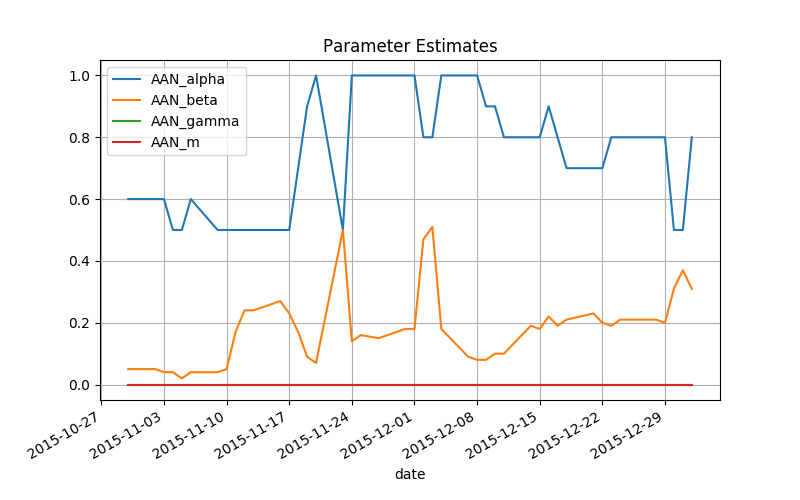 Parameter Estimates
AAN_alpha
AAN_beta
AAN_gamma
AAN_m
1.0
0.8
0.6
0.4
0.2
0.0
2015-10-27
2015-11-03
2015-11-10
2015-11-17
2015-11-24
2015-12-01
2015-12-08
2015-12-15
2015-12-22
2015-12-29
date